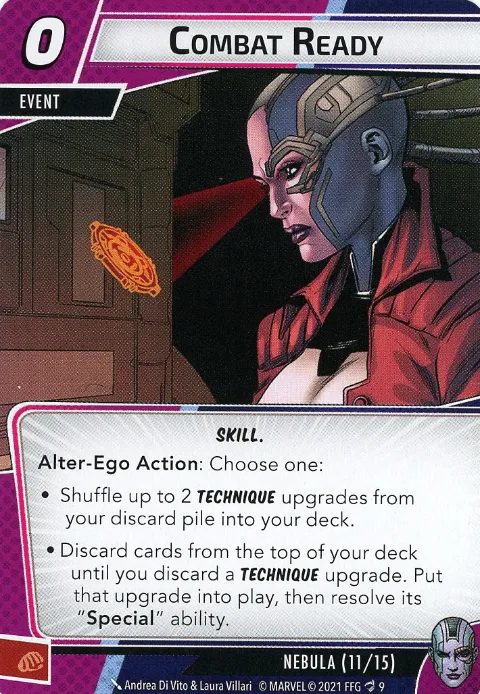 0
COMBAT READY
EVENT
SKILL.
Alter-Ego Action: Choose one:
• Shuffle up to 2 TECHNIQUE upgrades from
your discard pile into your deck.
• Discard cards from the top of your deck
until you discard a TECHNIQUE upgrade. Put
that upgrade into play, then resolve its
“Special” ability.
NEBULA (11/15)
Andrea Di Vito & Laura Villari © MARVEL © 2021 FFG 9